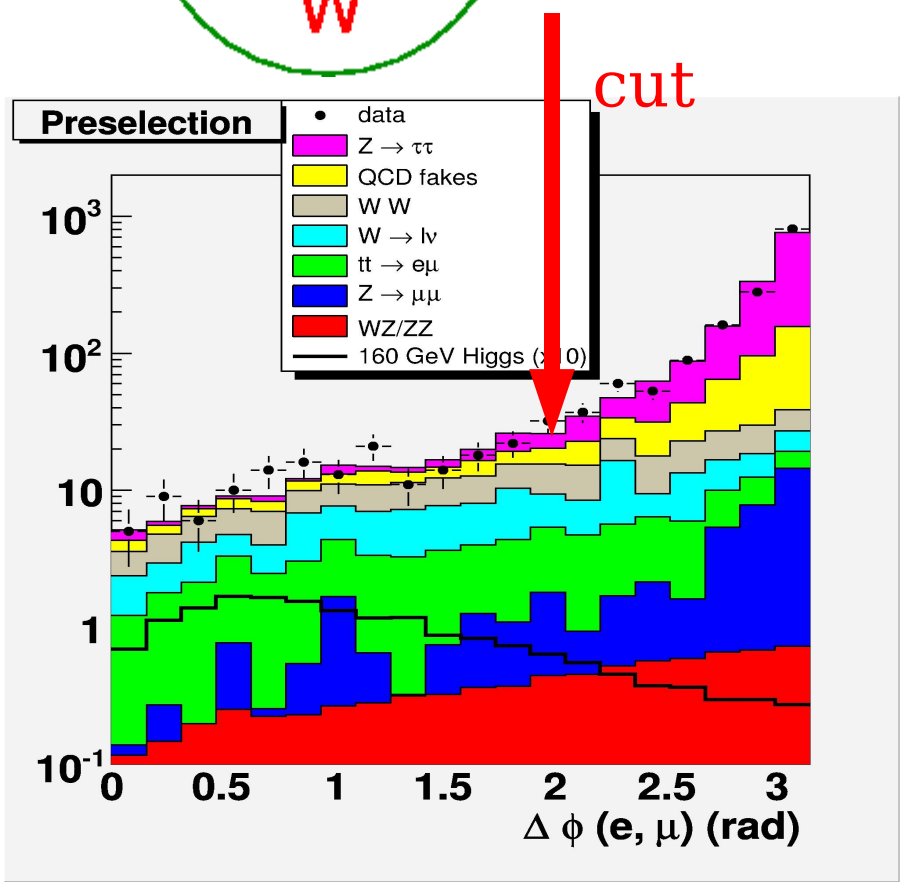 W
cut
Preselection
data
Z → ττ
QCD fakes
W W
W → lν
tt → eμ
Z → μμ
WZ/ZZ
160 GeV Higgs (x10)
10³
10²
10
1
10⁻¹
0 0.5 1 1.5 2 2.5 3
Δ ϕ (e, μ) (rad)